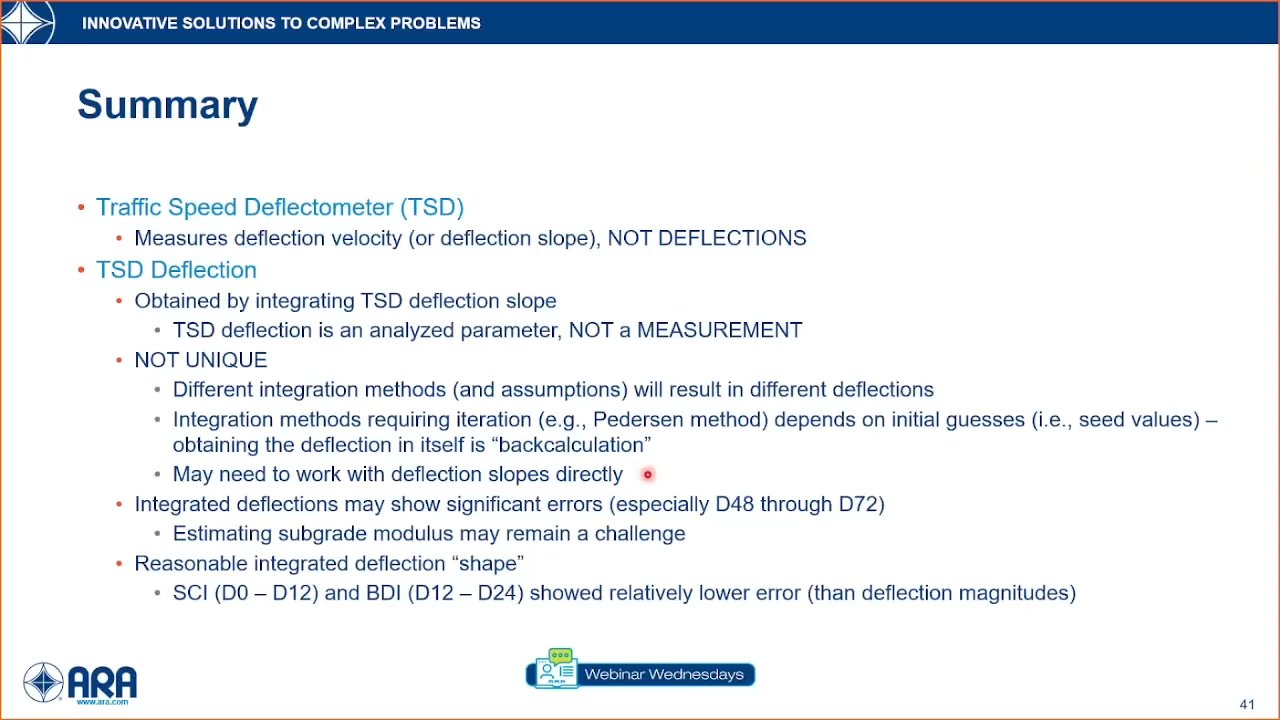 INNOVATIVE SOLUTIONS TO COMPLEX PROBLEMS
Summary
• Traffic Speed Deflectometer (TSD)
• Measures deflection velocity (or deflection slope), NOT DEFLECTIONS
• TSD Deflection
• Obtained by integrating TSD deflection slope
• TSD deflection is an analyzed parameter, NOT a MEASUREMENT
• NOT UNIQUE
• Different integration methods (and assumptions) will result in different deflections
• Integration methods requiring iteration (e.g., Pedersen method) depends on initial guesses (i.e., seed values) –
obtaining the deflection in itself is “backcalculation”
• May need to work with deflection slopes directly
• Integrated deflections may show significant errors (especially D48 through D72)
• Estimating subgrade modulus may remain a challenge
• Reasonable integrated deflection “shape”
• SCI (D0 – D12) and BDI (D12 – D24) showed relatively lower error (than deflection magnitudes)
ARA
www.ara.com
Webinar Wednesdays
41